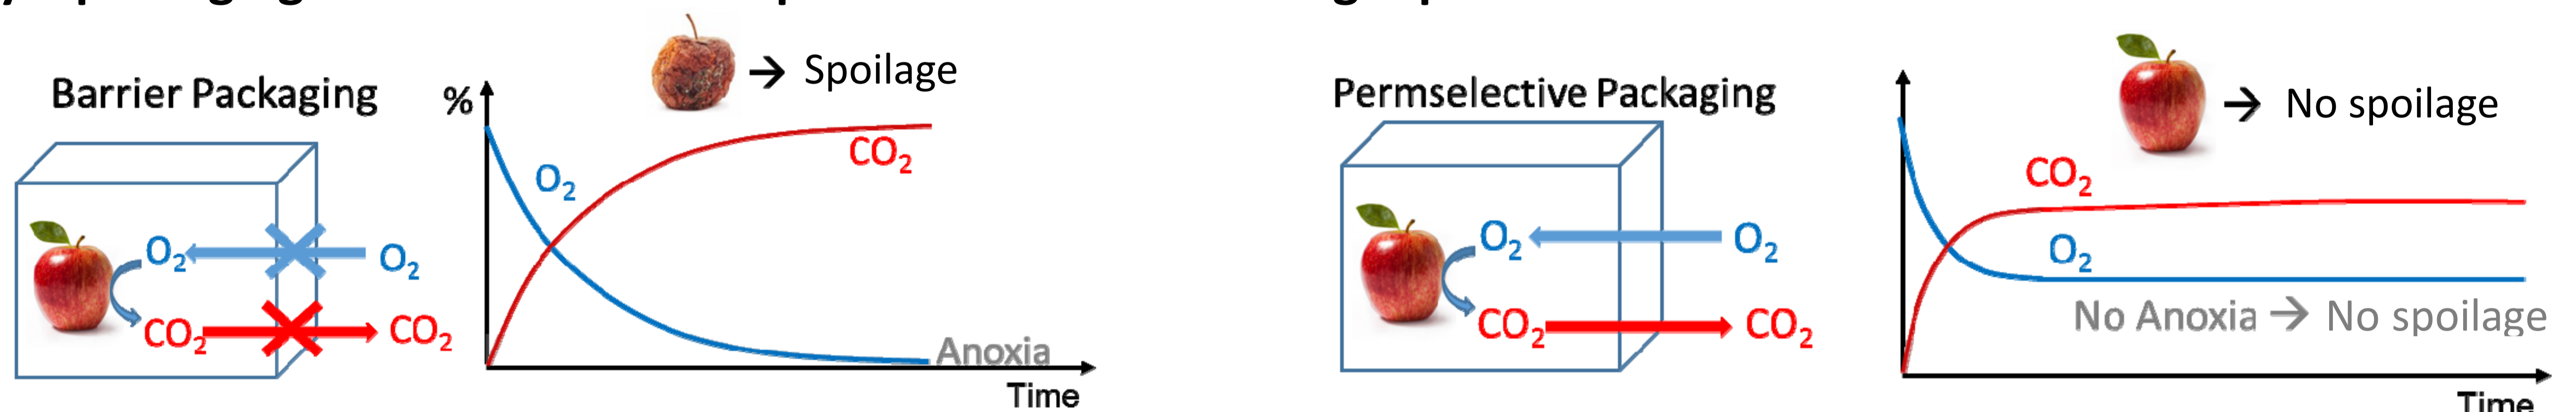 Barrier Packaging
%
→ Spoilage
O₂
CO₂
O₂
O₂
CO₂
CO₂
Anoxia
Time
Permselective Packaging
→ No spoilage
CO₂
O₂
O₂
O₂
CO₂
CO₂
No Anoxia → No spoilage
Time